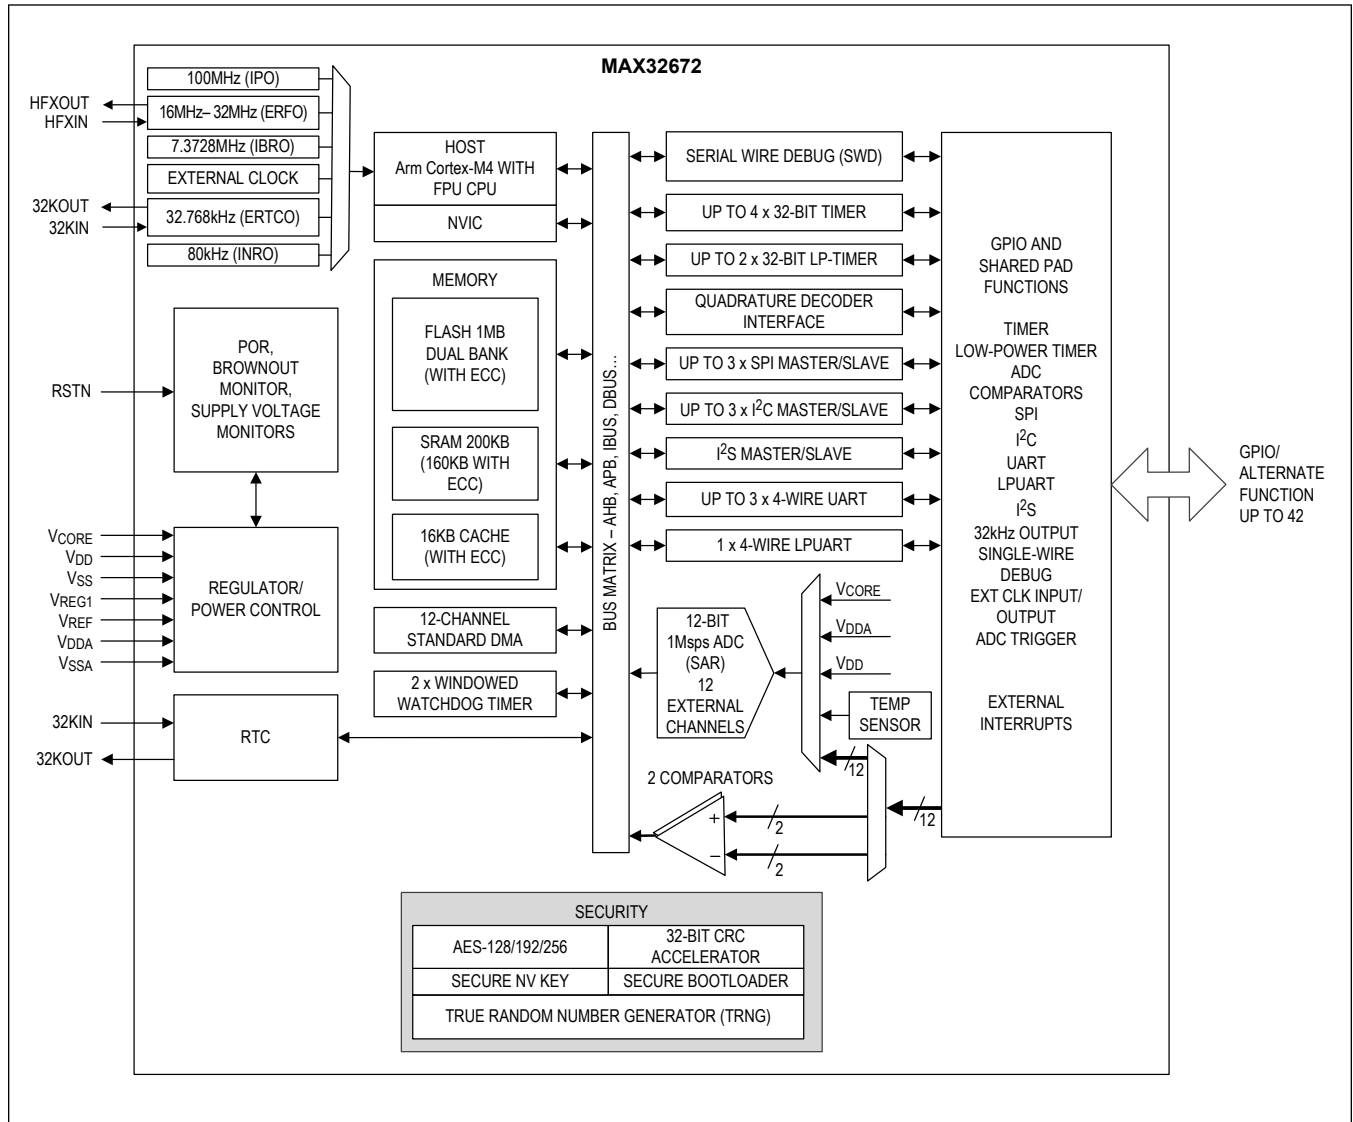 MAX32672
100MHz (IPO)
HFXOUT
HFXIN
16MHz– 32MHz (ERFO)
7.3728MHz (IBRO)
EXTERNAL CLOCK
32KOUT
32KIN
32.768kHz (ERTCO)
80kHz (INRO)
HOST
Arm Cortex-M4 WITH
FPU CPU
NVIC
MEMORY
FLASH 1MB
DUAL BANK
(WITH ECC)
SRAM 200KB
(160KB WITH
ECC)
16KB CACHE
(WITH ECC)
RSTN
POR,
BROWNOUT
MONITOR,
SUPPLY VOLTAGE
MONITORS
VCORE
VDD
VSS
VREG1
VREF
VDDA
VSSA
REGULATOR/
POWER CONTROL
12-CHANNEL
STANDARD DMA
2 x WINDOWED
WATCHDOG TIMER
32KIN
32KOUT
RTC
BUS MATRIX – AHB, APB, IBUS, DBUS...
SERIAL WIRE DEBUG (SWD)
UP TO 4 x 32-BIT TIMER
UP TO 2 x 32-BIT LP-TIMER
QUADRATURE DECODER
INTERFACE
UP TO 3 x SPI MASTER/SLAVE
UP TO 3 x I2C MASTER/SLAVE
I2S MASTER/SLAVE
UP TO 3 x 4-WIRE UART
1 x 4-WIRE LPUART
12-BIT
1Msps ADC
(SAR)
12
EXTERNAL
CHANNELS
VCORE
VDDA
VDD
TEMP
SENSOR
12
2 COMPARATORS
+
–
2
2
12
GPIO AND
SHARED PAD
FUNCTIONS
TIMER
LOW-POWER TIMER
ADC
COMPARATORS
SPI
I2C
UART
LPUART
I2S
32kHz OUTPUT
SINGLE-WIRE
DEBUG
EXT CLK INPUT/
OUTPUT
ADC TRIGGER
EXTERNAL
INTERRUPTS
GPIO/
ALTERNATE
FUNCTION
UP TO 42
SECURITY
AES-128/192/256
32-BIT CRC
ACCELERATOR
SECURE NV KEY
SECURE BOOTLOADER
TRUE RANDOM NUMBER GENERATOR (TRNG)